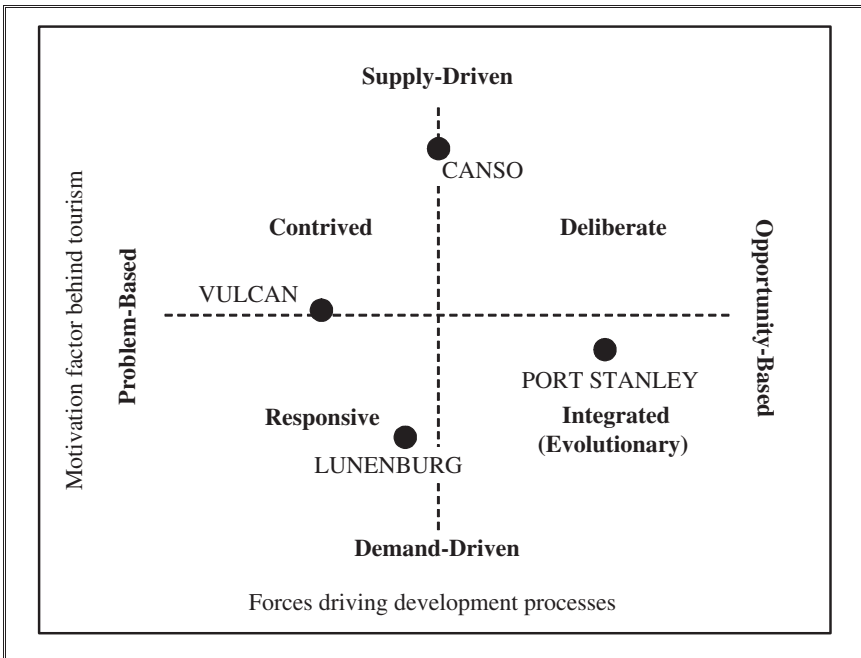 Supply-Driven
CANSO
Contrived
Deliberate
Motivation factor behind tourism
Problem-Based
Opportunity-Based
VULCAN
PORT STANLEY
Responsive
Integrated
(Evolutionary)
LUNENBURG
Demand-Driven
Forces driving development processes